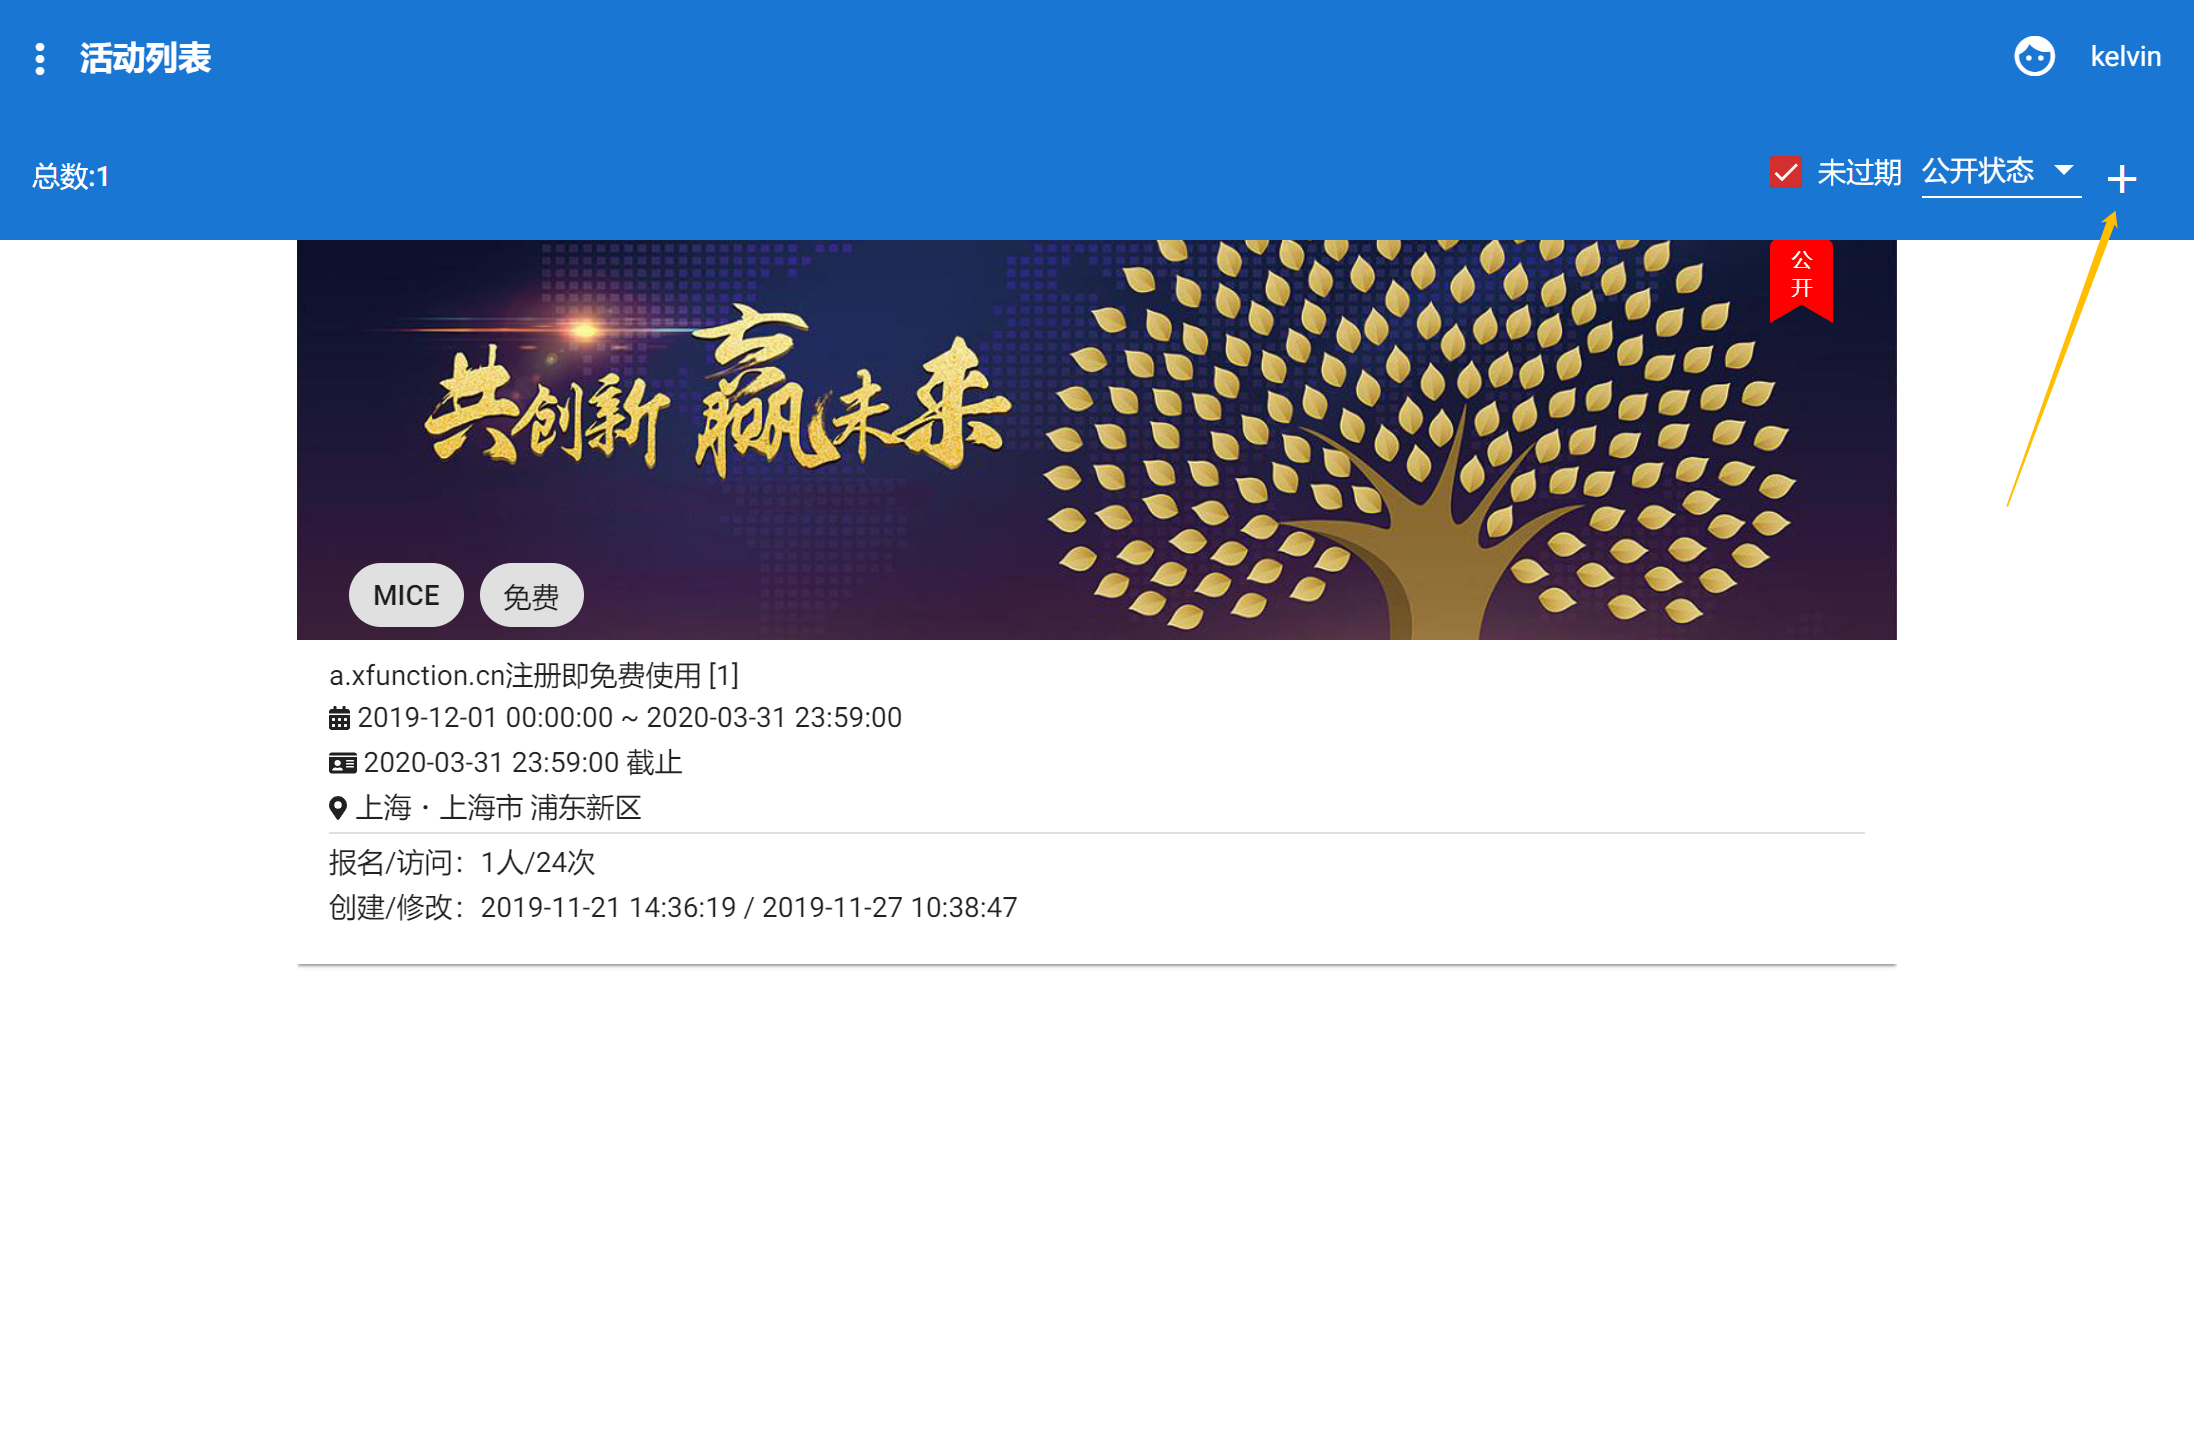 活动列表
kelvin
总数:1
未过期
公开状态
公开
共创新 赢未来
MICE
免费
a.xfunction.cn注册即免费使用 [1]
2019-12-01 00:00:00 ~ 2020-03-31 23:59:00
2020-03-31 23:59:00 截止
上海・上海市 浦东新区
报名/访问：1人/24次
创建/修改：2019-11-21 14:36:19 / 2019-11-27 10:38:47